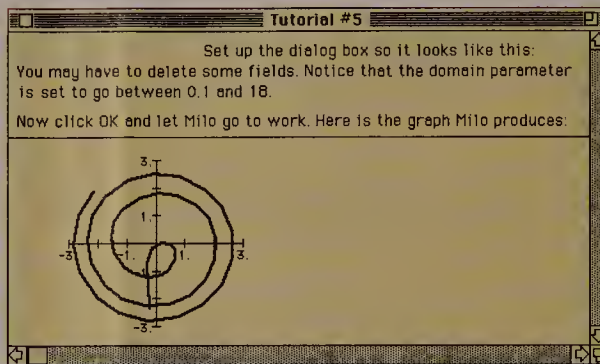 Tutorial #5
Set up the dialog box so it looks like this:
You may have to delete some fields. Notice that the domain parameter
is set to go between 0.1 and 18.
Now click OK and let Milo go to work. Here is the graph Milo produces:
3.
1.
-3 -1. 1. 3.
-3.